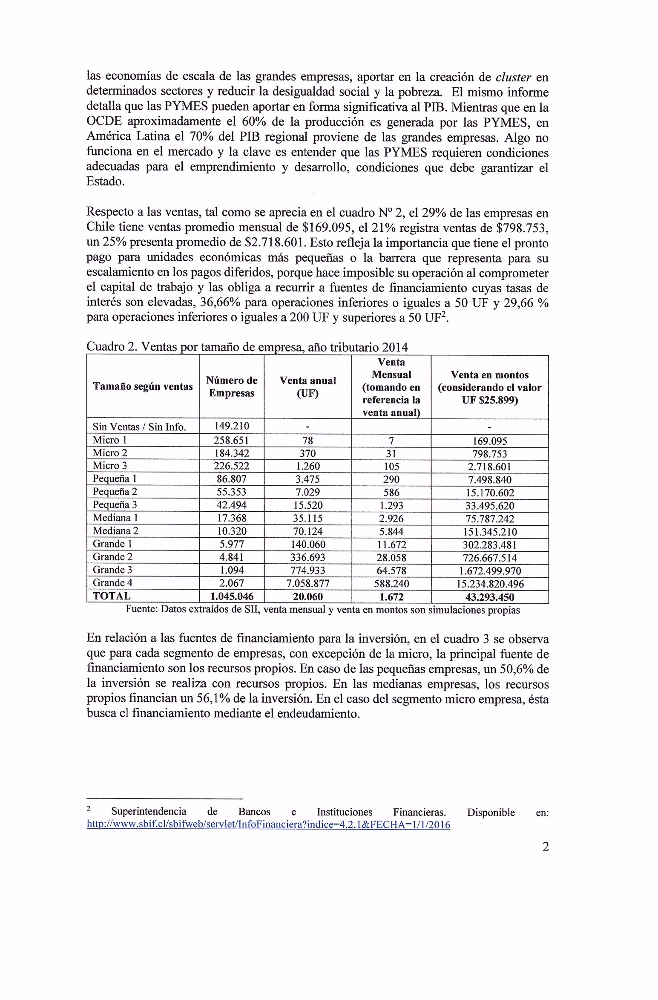 las economías de escala de las grandes empresas, aportar en la creación de cluster en
determinados sectores y reducir la desigualdad social y la pobreza. El mismo informe
detalla que las PYMES pueden aportar en forma significativa al PIB. Mientras que en la
OCDE aproximadamente el 60% de la producción es generada por las PYMES, en
América Latina el 70% del PIB regional proviene de las grandes empresas. Algo no
funciona en el mercado y la clave es entender que las PYMES requieren condiciones
adecuadas para el emprendimiento y desarrollo, condiciones que debe garantizar el
Estado.
Respecto a las ventas, tal como se aprecia en el cuadro Nº 2, el 29% de las empresas en
Chile tiene ventas promedio mensual de $169.095, el 21% registra ventas de $798.753,
un 25% presenta promedio de $2.718.601. Esto refleja la importancia que tiene el pronto
pago para unidades económicas más pequeñas o la barrera que representa para su
escalamiento en los pagos diferidos, porque hace imposible su operación al comprometer
el capital de trabajo y las obliga a recurrir a fuentes de financiamiento cuyas tasas de
interés son elevadas, 36,66% para operaciones inferiores o iguales a 50 UF y 29,66 %
para operaciones inferiores o iguales a 200 UF y superiores a 50 UF².
Cuadro 2. Ventas por tamaño de empresa, año tributario 2014
Tamaño según ventas | Número de Empresas | Venta anual (UF) | Venta Mensual (tomando en referencia la venta anual) | Venta en montos (considerando el valor UF $25.899)
Sin Ventas / Sin Info. | 149.210 | - | | -
Micro 1 | 258.651 | 78 | 7 | 169.095
Micro 2 | 184.342 | 370 | 31 | 798.753
Micro 3 | 226.522 | 1.260 | 105 | 2.718.601
Pequeña 1 | 86.807 | 3.475 | 290 | 7.498.840
Pequeña 2 | 55.353 | 7.029 | 586 | 15.170.602
Pequeña 3 | 42.494 | 15.520 | 1.293 | 33.495.620
Mediana 1 | 17.368 | 35.115 | 2.926 | 75.787.242
Mediana 2 | 10.320 | 70.124 | 5.844 | 151.345.210
Grande 1 | 5.977 | 140.060 | 11.672 | 302.283.481
Grande 2 | 4.841 | 336.693 | 28.058 | 726.667.514
Grande 3 | 1.094 | 774.933 | 64.578 | 1.672.499.970
Grande 4 | 2.067 | 7.058.877 | 588.240 | 15.234.820.496
TOTAL | 1.045.046 | 20.060 | 1.672 | 43.293.450
Fuente: Datos extraídos de SII, venta mensual y venta en montos son simulaciones propias
En relación a las fuentes de financiamiento para la inversión, en el cuadro 3 se observa
que para cada segmento de empresas, con excepción de la micro, la principal fuente de
financiamiento son los recursos propios. En caso de las pequeñas empresas, un 50,6% de
la inversión se realiza con recursos propios. En las medianas empresas, los recursos
propios financian un 56,1% de la inversión. En el caso del segmento micro empresa, ésta
busca el financiamiento mediante el endeudamiento.
² Superintendencia de Bancos e Instituciones Financieras. Disponible en:
http://www.sbif.cl/sbifweb/servlet/InfoFinanciera?indice=4.2.1&FECHA=1/1/2016
2